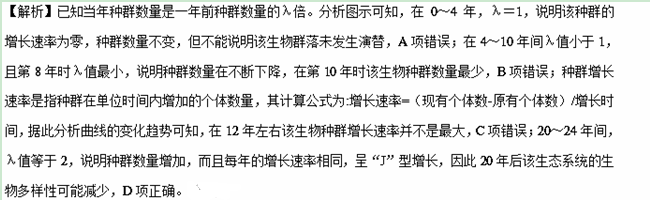 【解析】已知当年种群数量是一年前种群数量的λ倍。分析图示可知，在 0~4 年，λ=1，说明该种群的
增长速率为零，种群数量不变，但不能说明该生物群落未发生演替，A 项错误；在 4~10 年间λ值小于 1，
且第 8 年时λ值最小，说明种群数量在不断下降，在第 10 年时该生物种群数量最少，B 项错误；种群增长
速率是指种群在单位时间内增加的个体数量，其计算公式为:增长速率=（现有个体数-原有个体数）/增长时
间，据此分析曲线的变化趋势可知，在 12 年左右该生物种群增长速率并不是最大，C 项错误；20~24 年间，
λ值等于 2，说明种群数量增加，而且每年的增长速率相同，呈“J”型增长，因此 20 年后该生态系统的生
物多样性可能减少，D 项正确。